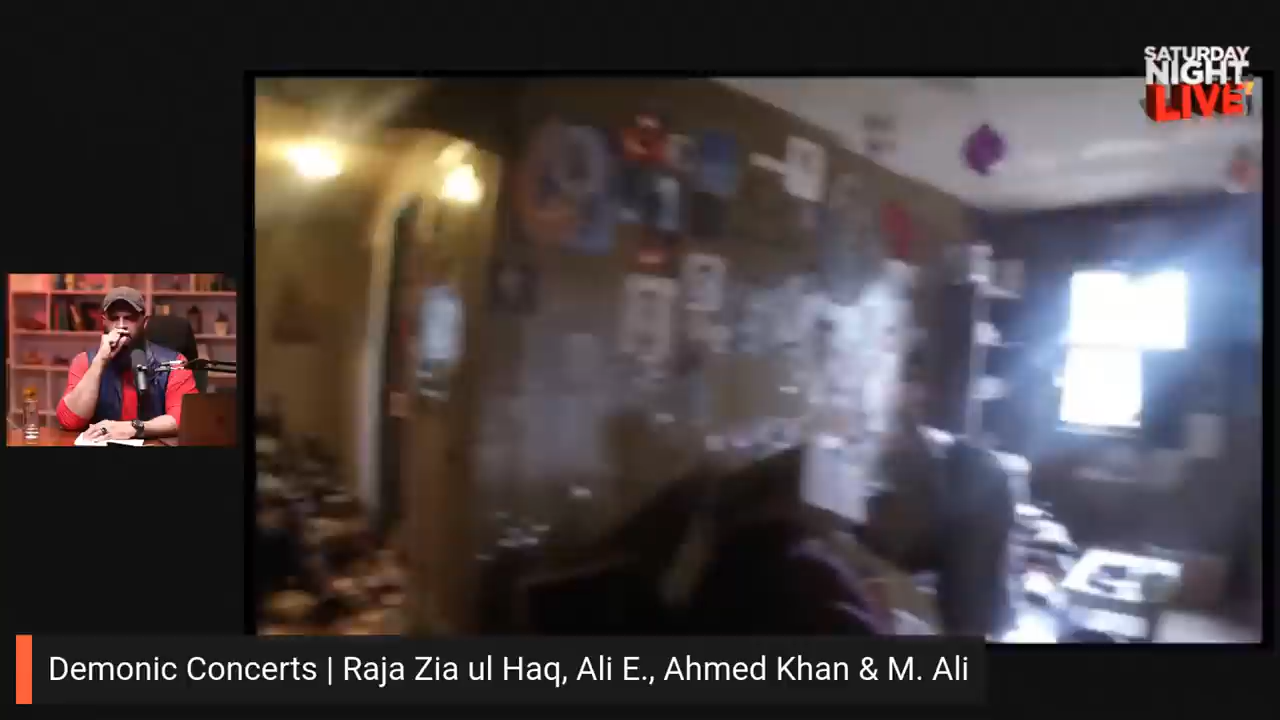 SATURDAY
NIGHT
LIVE
Demonic Concerts | Raja Zia ul Haq, Ali E., Ahmed Khan & M. Ali